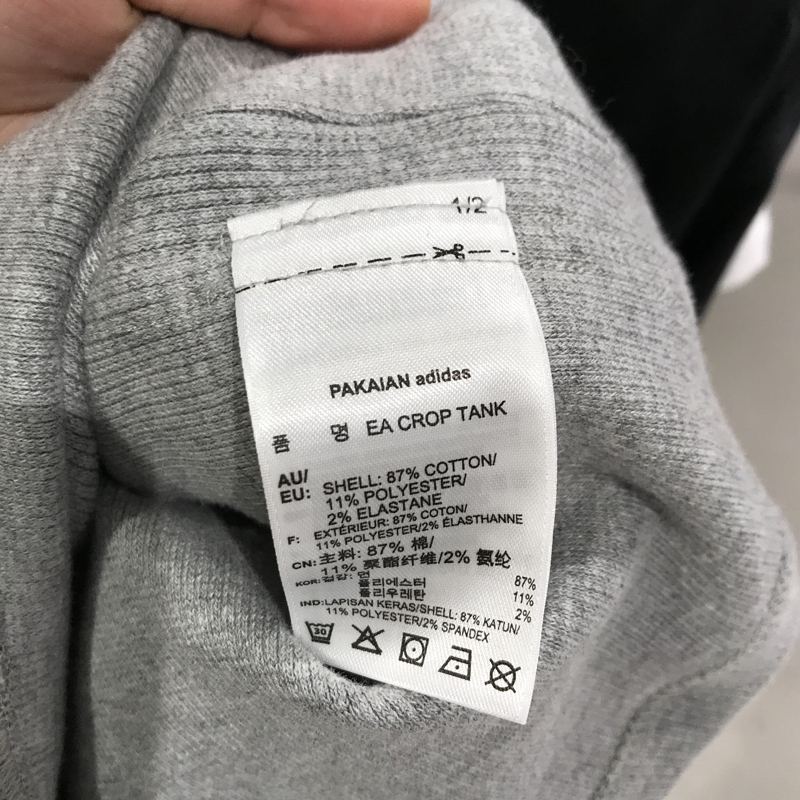 1/2
PAKAIAN adidas
품 명 EA CROP TANK
AU/
EU: SHELL: 87% COTTON/
11% POLYESTER/
2% ELASTANE
F: EXTÉRIEUR: 87% COTON/
11% POLYESTER/2% ÉLASTHANNE
CN: 主料: 87% 棉/
11% 聚酯纤维/2% 氨纶
KOR: 겉감: 면 87%
폴리에스터 11%
폴리우레탄 2%
IND: LAPISAN KERAS/SHELL: 87% KATUN/
11% POLYESTER/2% SPANDEX
30